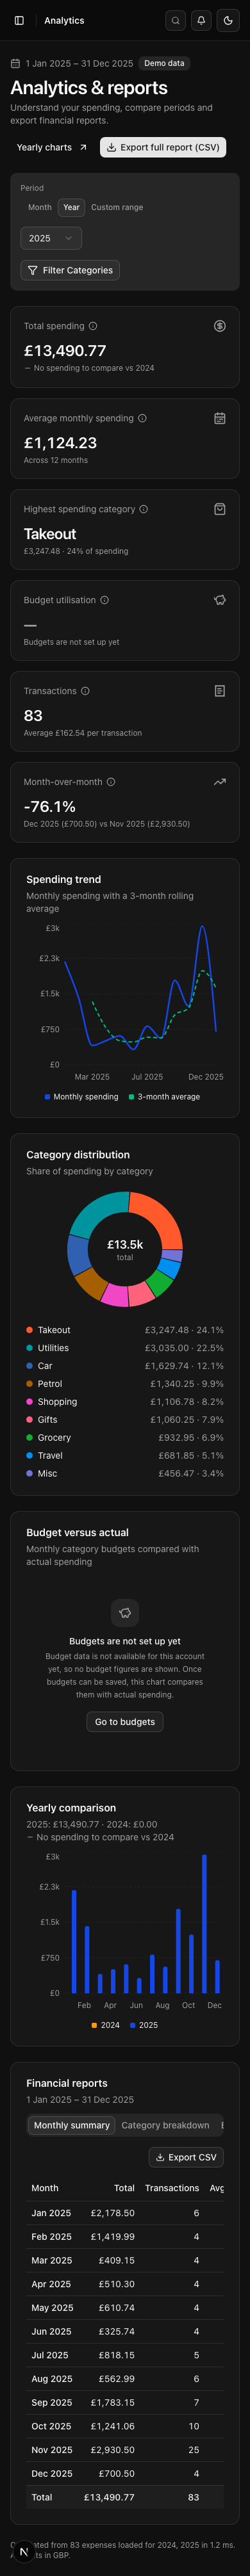 Analytics
1 Jan 2025 – 31 Dec 2025 Demo data
Analytics & reports
Understand your spending, compare periods and
export financial reports.
Yearly charts Export full report (CSV)
Period
Month Year Custom range
2025
Filter Categories
Total spending
£13,490.77
— No spending to compare vs 2024
Average monthly spending
£1,124.23
Across 12 months
Highest spending category
Takeout
£3,247.48 · 24% of spending
Budget utilisation
—
Budgets are not set up yet
Transactions
83
Average £162.54 per transaction
Month-over-month
-76.1%
Dec 2025 (£700.50) vs Nov 2025 (£2,930.50)
Spending trend
Monthly spending with a 3-month rolling
average
£3k
£2.3k
£1.5k
£750
£0
Mar 2025 Jul 2025 Dec 2025
Monthly spending 3-month average
Category distribution
Share of spending by category
£13.5k
total
Takeout £3,247.48 · 24.1%
Utilities £3,035.00 · 22.5%
Car £1,629.74 · 12.1%
Petrol £1,340.25 · 9.9%
Shopping £1,106.78 · 8.2%
Gifts £1,060.25 · 7.9%
Grocery £932.95 · 6.9%
Travel £681.85 · 5.1%
Misc £456.47 · 3.4%
Budget versus actual
Monthly category budgets compared with
actual spending
Budgets are not set up yet
Budget data is not available for this account
yet, so no budget figures are shown. Once
budgets can be saved, this chart compares
them with actual spending.
Go to budgets
Yearly comparison
2025: £13,490.77 · 2024: £0.00
— No spending to compare vs 2024
£3k
£2.3k
£1.5k
£750
£0
Feb Apr Jun Aug Oct Dec
2024 2025
Financial reports
1 Jan 2025 – 31 Dec 2025
Monthly summary Category breakdown
Export CSV
Month Total Transactions Avg
Jan 2025 £2,178.50 6
Feb 2025 £1,419.99 4
Mar 2025 £409.15 4
Apr 2025 £510.30 4
May 2025 £610.74 4
Jun 2025 £325.74 4
Jul 2025 £818.15 5
Aug 2025 £562.99 6
Sep 2025 £1,783.15 7
Oct 2025 £1,241.06 10
Nov 2025 £2,930.50 25
Dec 2025 £700.50 4
Total £13,490.77 83
from 83 expenses loaded for 2024, 2025 in 1.2 ms.
in GBP.
N